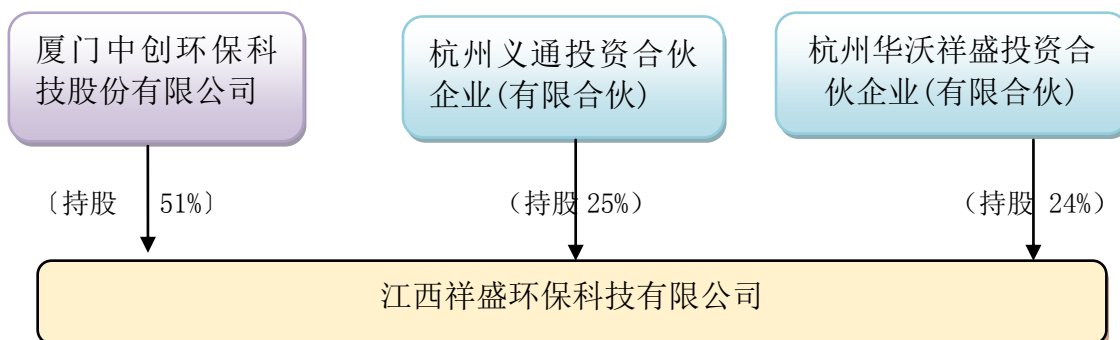 厦门中创环保科
技股份有限公司
杭州义通投资合伙
企业(有限合伙)
杭州华沃祥盛投资合
伙企业(有限合伙)
〔持股 51%〕
（持股 25%）
（持股 24%）
江西祥盛环保科技有限公司